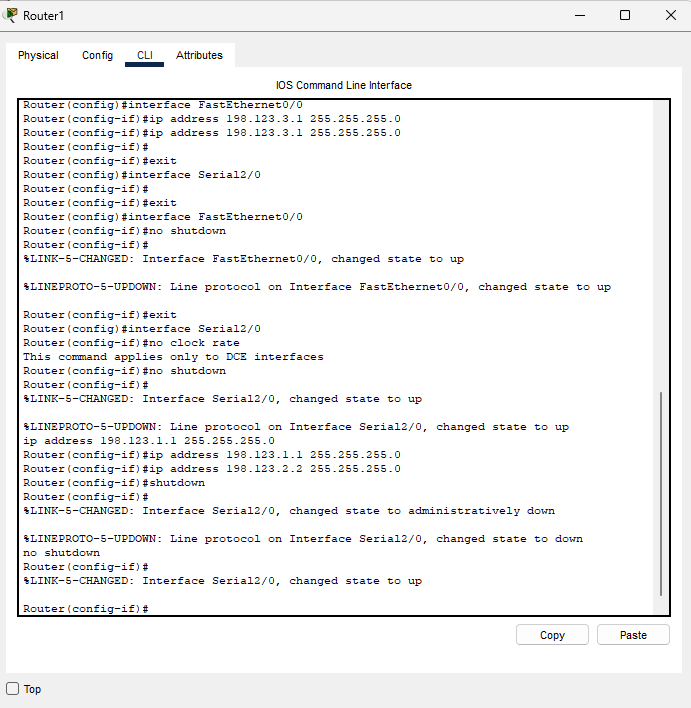 Router1
Physical Config CLI Attributes
IOS Command Line Interface
Router(config)#interface FastEthernet0/0
Router(config-if)#ip address 198.123.3.1 255.255.255.0
Router(config-if)#ip address 198.123.3.1 255.255.255.0
Router(config-if)#
Router(config-if)#exit
Router(config)#interface Serial2/0
Router(config-if)#
Router(config-if)#exit
Router(config)#interface FastEthernet0/0
Router(config-if)#no shutdown
Router(config-if)#
%LINK-5-CHANGED: Interface FastEthernet0/0, changed state to up
%LINEPROTO-5-UPDOWN: Line protocol on Interface FastEthernet0/0, changed state to up
Router(config-if)#exit
Router(config)#interface Serial2/0
Router(config-if)#no clock rate
This command applies only to DCE interfaces
Router(config-if)#no shutdown
Router(config-if)#
%LINK-5-CHANGED: Interface Serial2/0, changed state to up
%LINEPROTO-5-UPDOWN: Line protocol on Interface Serial2/0, changed state to up
ip address 198.123.1.1 255.255.255.0
Router(config-if)#ip address 198.123.1.1 255.255.255.0
Router(config-if)#ip address 198.123.2.2 255.255.255.0
Router(config-if)#shutdown
Router(config-if)#
%LINK-5-CHANGED: Interface Serial2/0, changed state to administratively down
%LINEPROTO-5-UPDOWN: Line protocol on Interface Serial2/0, changed state to down
no shutdown
Router(config-if)#
%LINK-5-CHANGED: Interface Serial2/0, changed state to up
Router(config-if)#
Copy Paste
Top